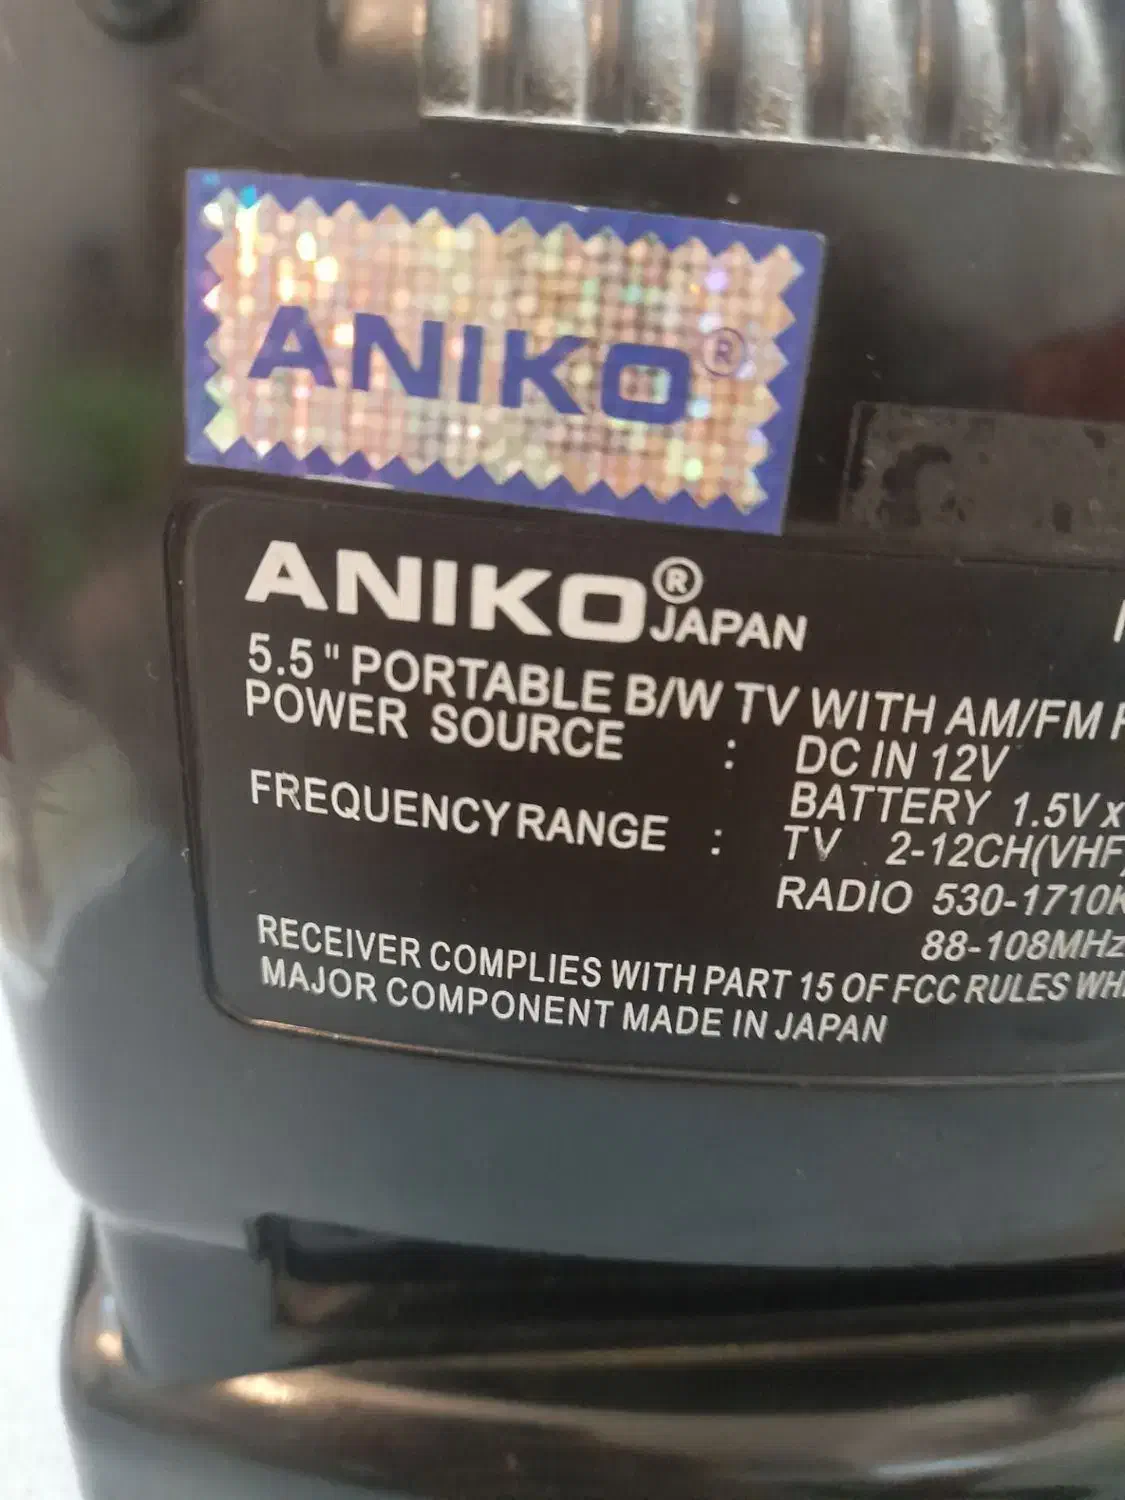 ANIKO®
ANIKO® JAPAN
5.5" PORTABLE B/W TV WITH AM/FM
POWER SOURCE : DC IN 12V
BATTERY 1.5V x
FREQUENCY RANGE : TV 2-12CH(VHF)
RADIO 530-1710K
88-108MHz
RECEIVER COMPLIES WITH PART 15 OF FCC RULES
MAJOR COMPONENT MADE IN JAPAN